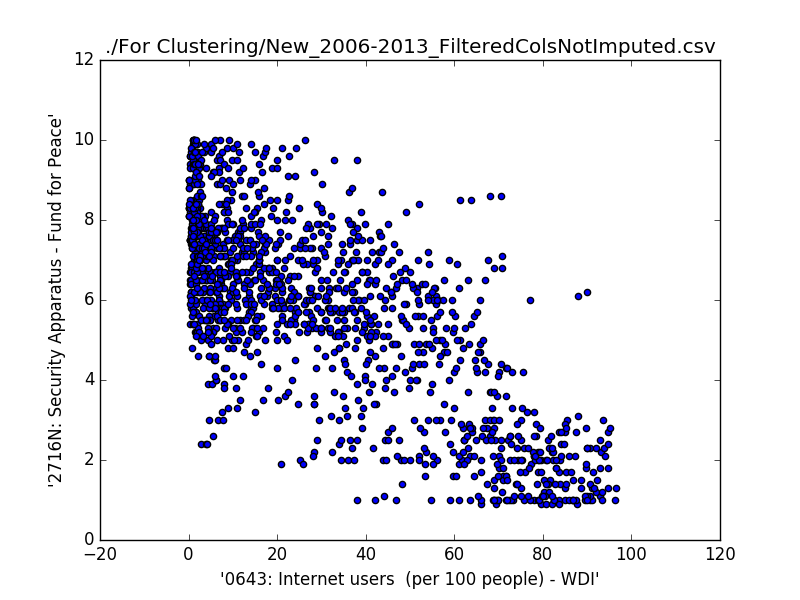 ./For Clustering/New_2006-2013_FilteredColsNotImputed.csv
'2716N: Security Apparatus - Fund for Peace'
12
10
8
6
4
2
0
−20 0 20 40 60 80 100 120
'0643: Internet users  (per 100 people) - WDI'